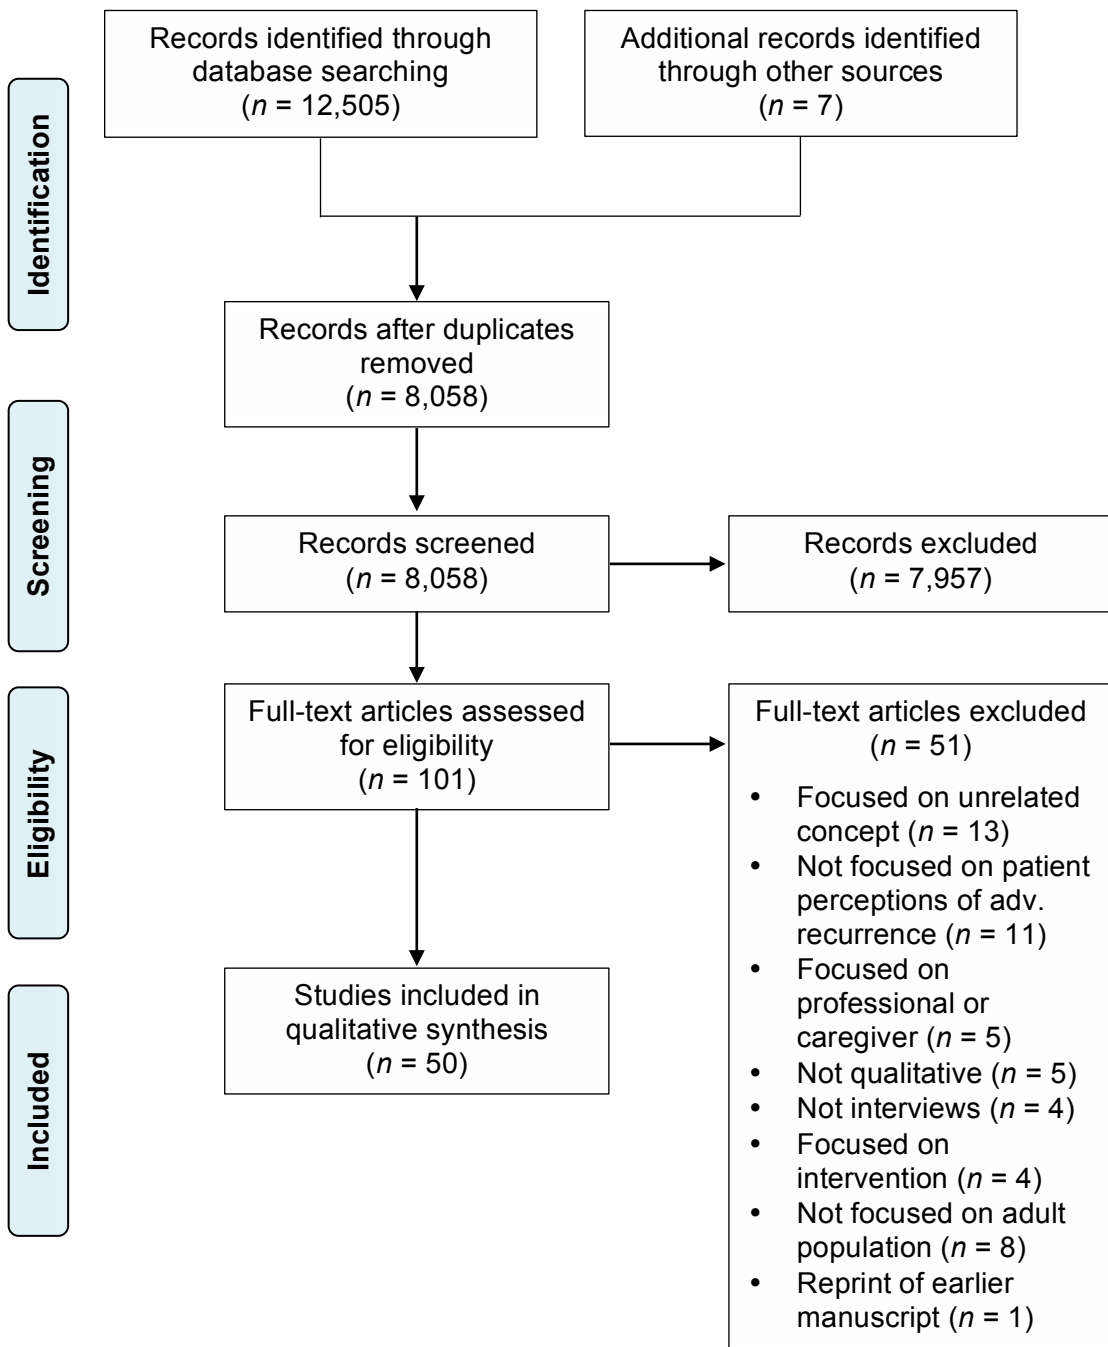 Records identified through
database searching
(n = 12,505)
Additional records identified
through other sources
(n = 7)
Identification
Records after duplicates
removed
(n = 8,058)
Screening
Records screened
(n = 8,058)
Records excluded
(n = 7,957)
Eligibility
Full-text articles assessed
for eligibility
(n = 101)
Full-text articles excluded
(n = 51)
• Focused on unrelated
concept (n = 13)
• Not focused on patient
perceptions of adv.
recurrence (n = 11)
• Focused on
professional or
caregiver (n = 5)
• Not qualitative (n = 5)
• Not interviews (n = 4)
• Focused on
intervention (n = 4)
• Not focused on adult
population (n = 8)
• Reprint of earlier
manuscript (n = 1)
Included
Studies included in
qualitative synthesis
(n = 50)